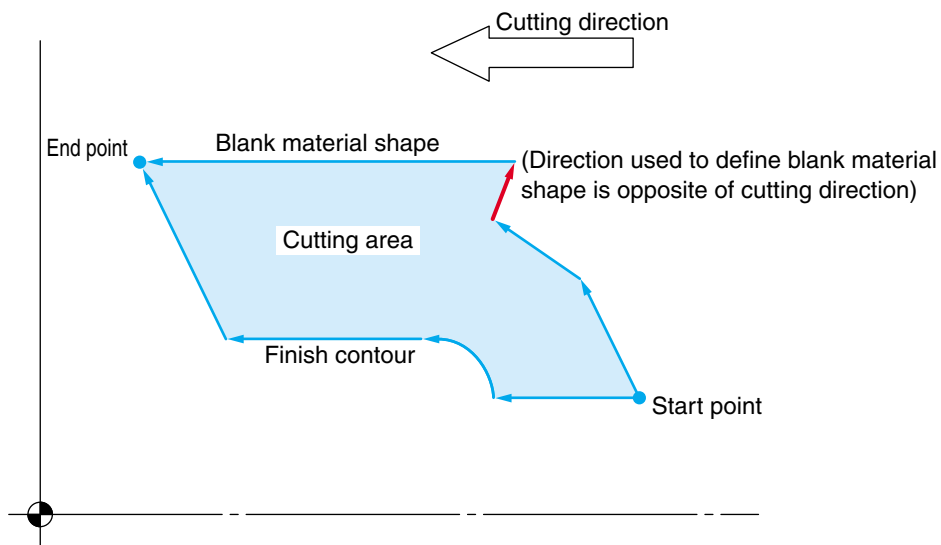 Cutting direction
End point
Blank material shape
(Direction used to define blank material
shape is opposite of cutting direction)
Cutting area
Finish contour
Start point